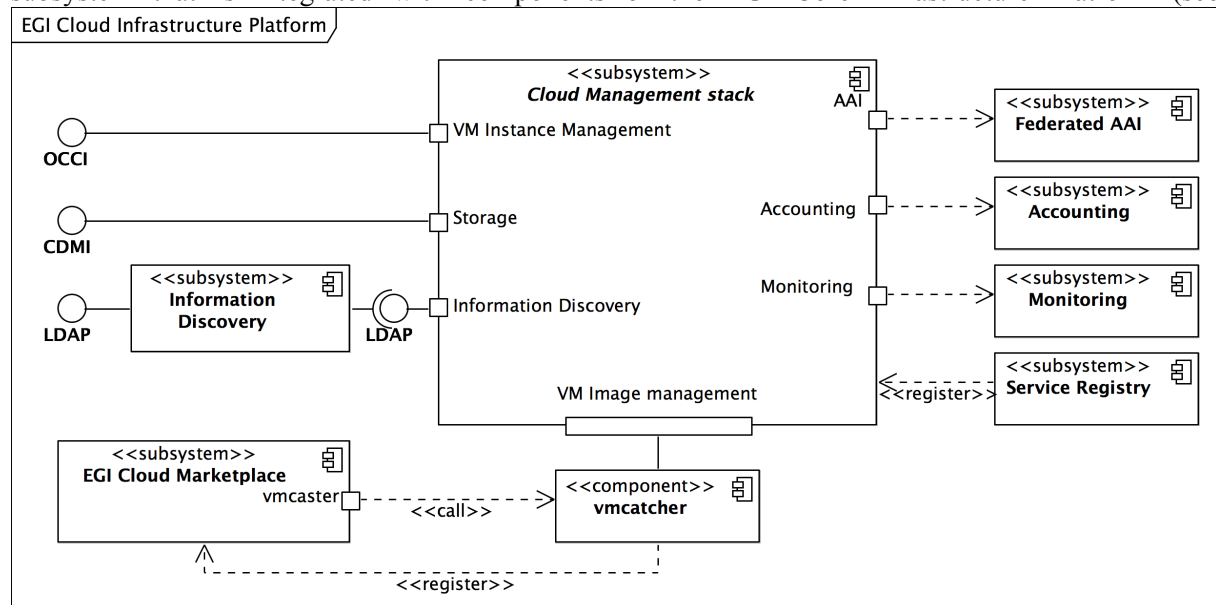 EGI Cloud Infrastructure Platform
<<subsystem>>
Cloud Management stack
AAI
<<subsystem>>
Federated AAI
OCCI
VM Instance Management
<<subsystem>>
Accounting
Accounting
CDMI
Storage
<<subsystem>>
Information
Discovery
LDAP
LDAP
Information Discovery
Monitoring
<<subsystem>>
Monitoring
<<subsystem>>
Service Registry
<<register>>
VM Image management
<<subsystem>>
EGI Cloud Marketplace
vmcaster
<<call>>
<<component>>
vmcatcher
<<register>>